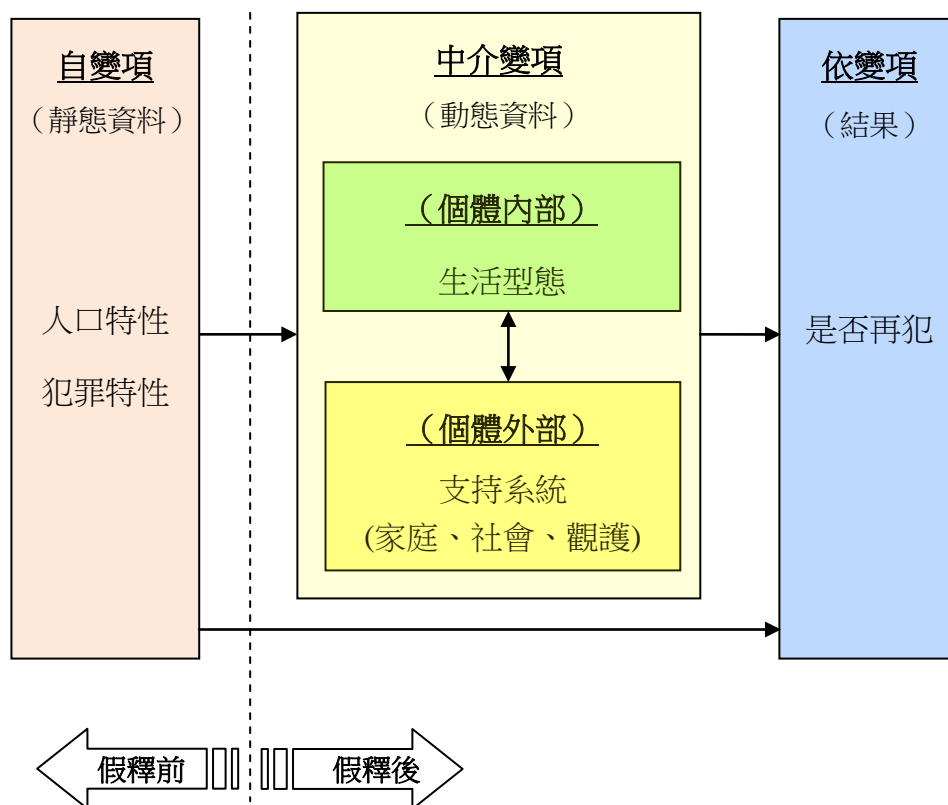 自變項
（靜態資料）
人口特性
犯罪特性
中介變項
（動態資料）
（個體內部）
生活型態
（個體外部）
支持系統
(家庭、社會、觀護)
依變項
（結果）
是否再犯
假釋前
假釋後